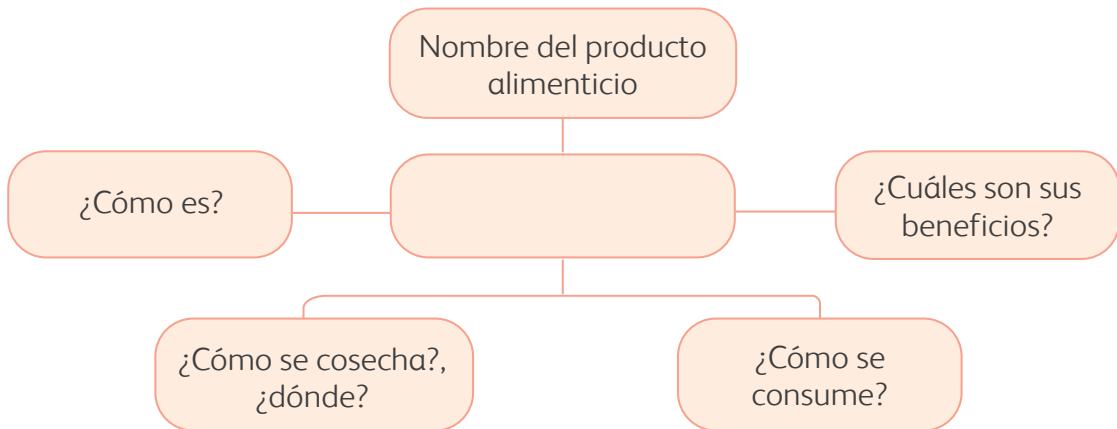 Nombre del producto
alimenticio
¿Cómo es?
¿Cuáles son sus
beneficios?
¿Cómo se cosecha?,
¿dónde?
¿Cómo se
consume?